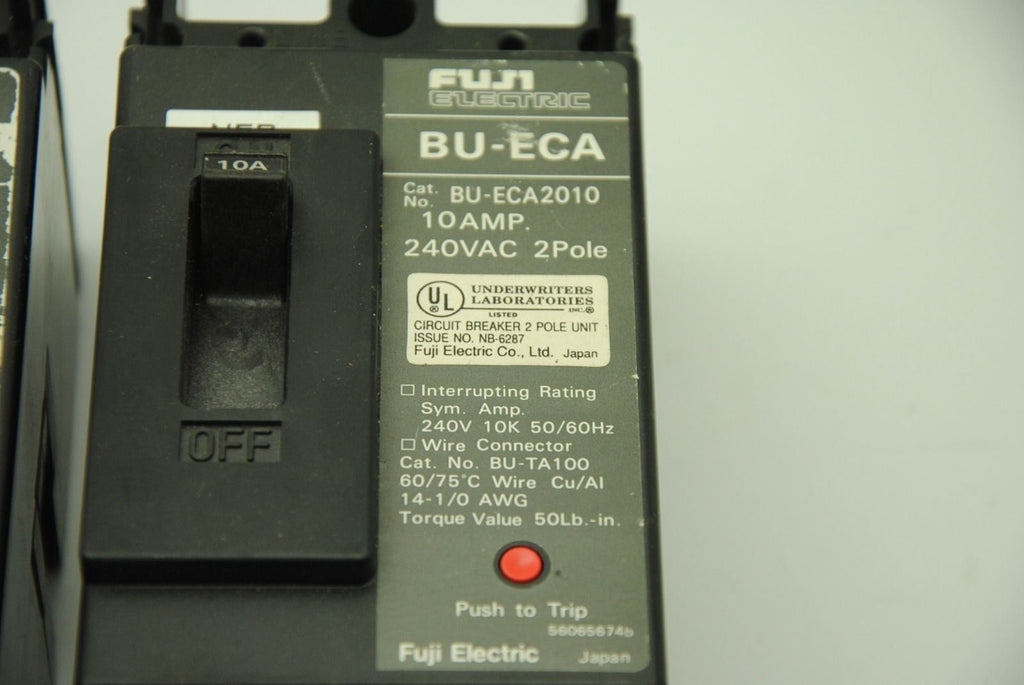 FUJI
ELECTRIC
BU-ECA
10A
Cat.
No. BU-ECA2010
10AMP.
240VAC 2Pole
UL
®
UNDERWRITERS
LABORATORIES
INC.®
LISTED
CIRCUIT BREAKER 2 POLE UNIT
ISSUE NO. NB-6287
Fuji Electric Co., Ltd. Japan
OFF
□ Interrupting Rating
Sym. Amp.
240V 10K 50/60Hz
□ Wire Connector
Cat. No. BU-TA100
60/75°C Wire Cu/Al
14-1/0 AWG
Torque Value 50Lb.-in.
Push to Trip
56065674b
Fuji Electric Japan